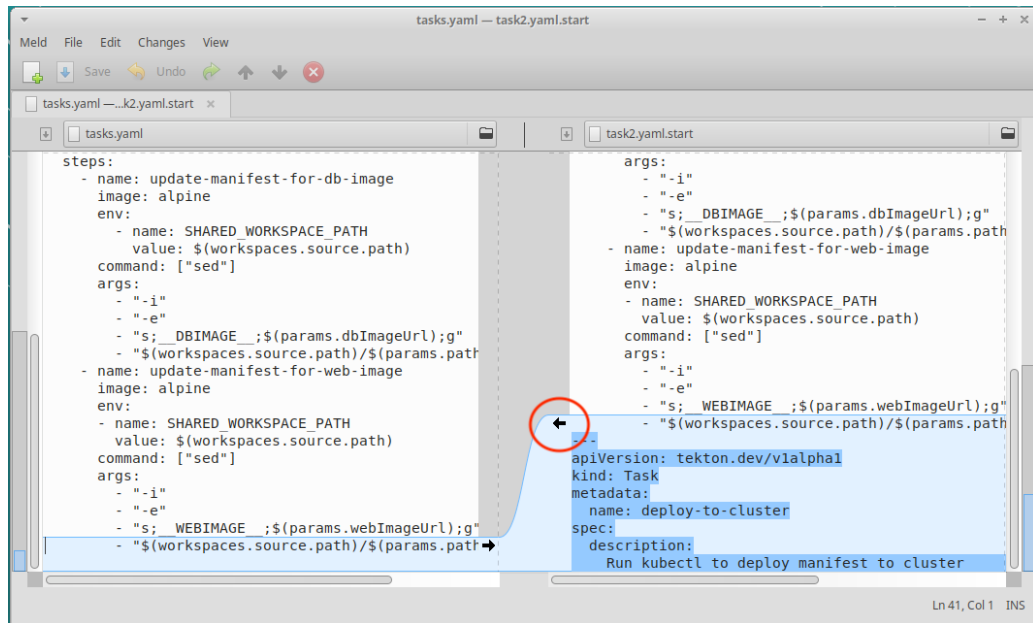 tasks.yaml — task2.yaml.start
Meld File Edit Changes View
Save Undo
tasks.yaml —...k2.yaml.start
tasks.yaml
task2.yaml.start
steps:
- name: update-manifest-for-db-image
image: alpine
env:
- name: SHARED_WORKSPACE_PATH
value: $(workspaces.source.path)
command: ["sed"]
args:
- "-i"
- "-e"
- "s;__DBIMAGE__;$(params.dbImageUrl);g"
- "$(workspaces.source.path)/$(params.path
- name: update-manifest-for-web-image
image: alpine
env:
- name: SHARED_WORKSPACE_PATH
value: $(workspaces.source.path)
command: ["sed"]
args:
- "-i"
- "-e"
- "s;__WEBIMAGE__;$(params.webImageUrl);g"
- "$(workspaces.source.path)/$(params.path
args:
- "-i"
- "-e"
- "s;__DBIMAGE__;$(params.dbImageUrl);g"
- "$(workspaces.source.path)/$(params.path
- name: update-manifest-for-web-image
image: alpine
env:
- name: SHARED_WORKSPACE_PATH
value: $(workspaces.source.path)
command: ["sed"]
args:
- "-i"
- "-e"
- "s;__WEBIMAGE__;$(params.webImageUrl);g"
- "$(workspaces.source.path)/$(params.path
---
apiVersion: tekton.dev/v1alpha1
kind: Task
metadata:
name: deploy-to-cluster
spec:
description:
Run kubectl to deploy manifest to cluster
Ln 41, Col 1 INS